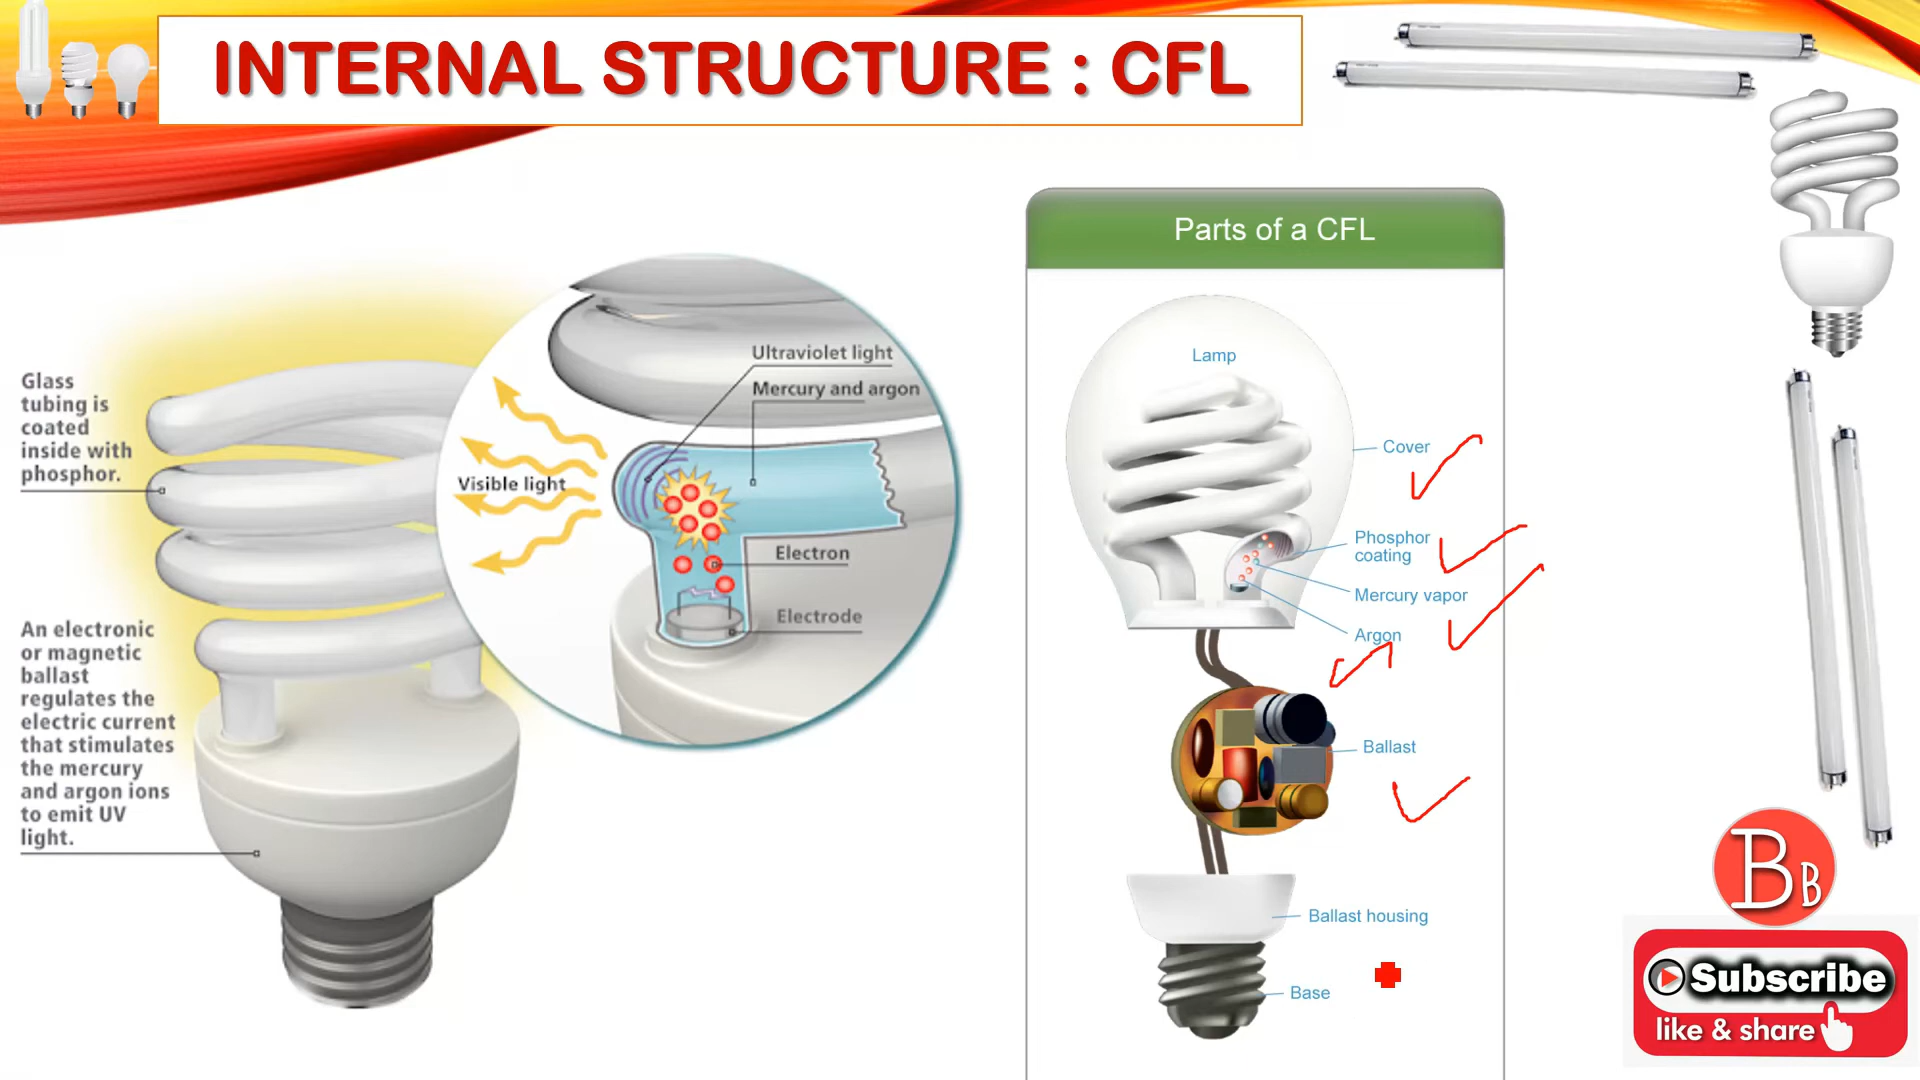 INTERNAL STRUCTURE : CFL
Glass
tubing is
coated
inside with
phosphor.
An electronic
or magnetic
ballast
regulates the
electric current
that stimulates
the mercury
and argon ions
to emit UV
light.
Ultraviolet light
Mercury and argon
Visible light
Electron
Electrode
Parts of a CFL
Lamp
Cover
Phosphor
coating
Mercury vapor
Argon
Ballast
Ballast housing
Base
BB
Subscribe
like & share